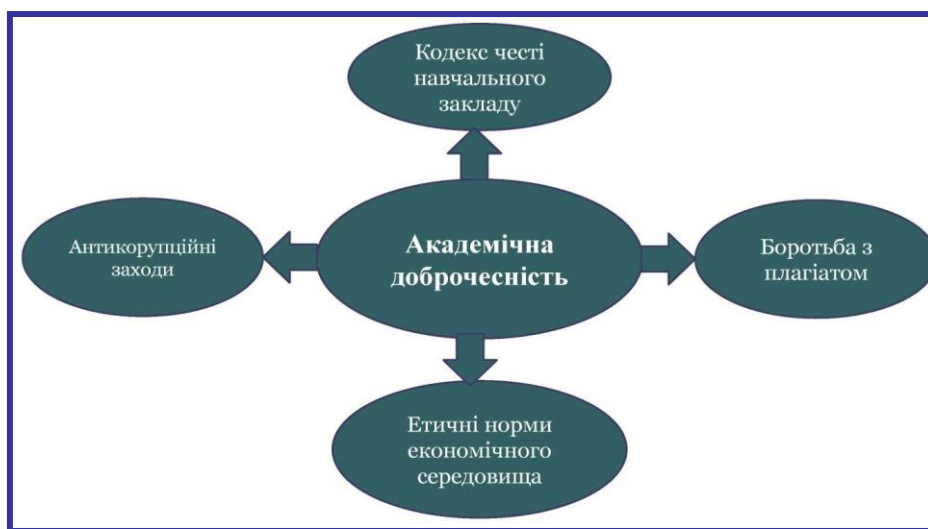 Кодекс честі
навчального
закладу
Антикорупційні
заходи
Академічна
доброчесність
Боротьба з
плагіатом
Етичні норми
економічного
середовища